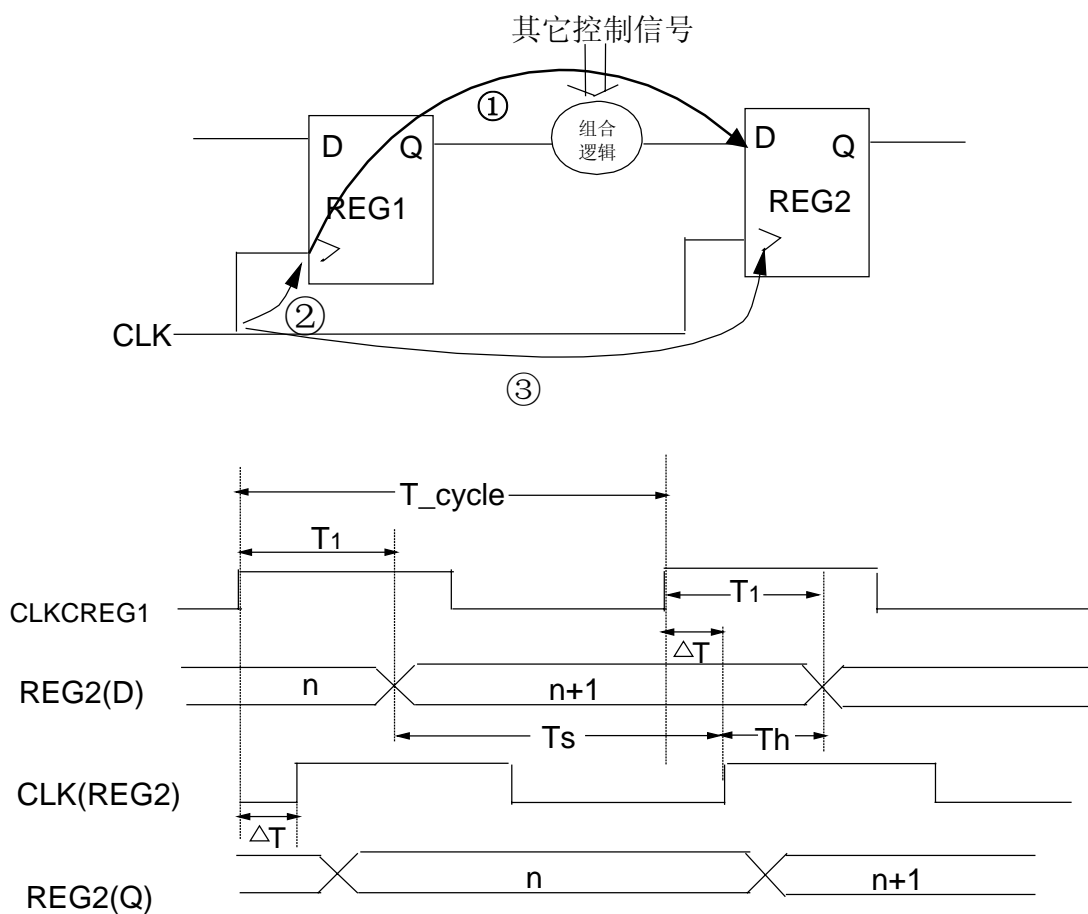 其它控制信号
①
组合
逻辑
D Q
D Q
REG1
REG2
②
CLK
③
T_cycle
T1
CLKCREG1
T1
△T
REG2(D)
n
n+1
Ts
Th
CLK(REG2)
△T
REG2(Q)
n
n+1